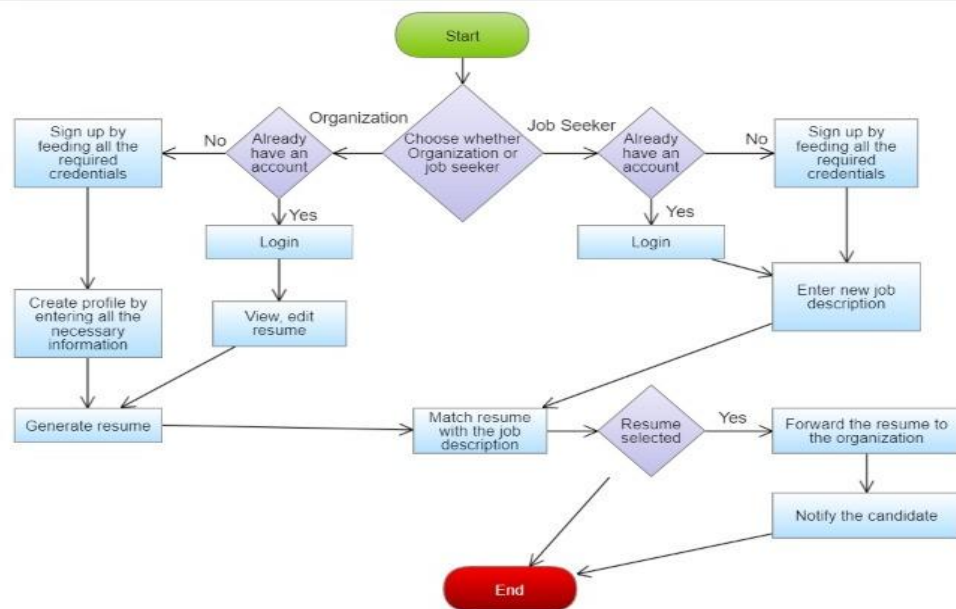 Start
Organization
Job Seeker
Choose whether
Organization or
job seeker
Already
have an
account
No
Sign up by
feeding all the
required
credentials
Yes
Login
Create profile by
entering all the
necessary
information
View, edit
resume
Generate resume
Already
have an
account
No
Sign up by
feeding all the
required
credentials
Yes
Login
Enter new job
description
Match resume
with the job
description
Resume
selected
Yes
Forward the resume to
the organization
Notify the candidate
End